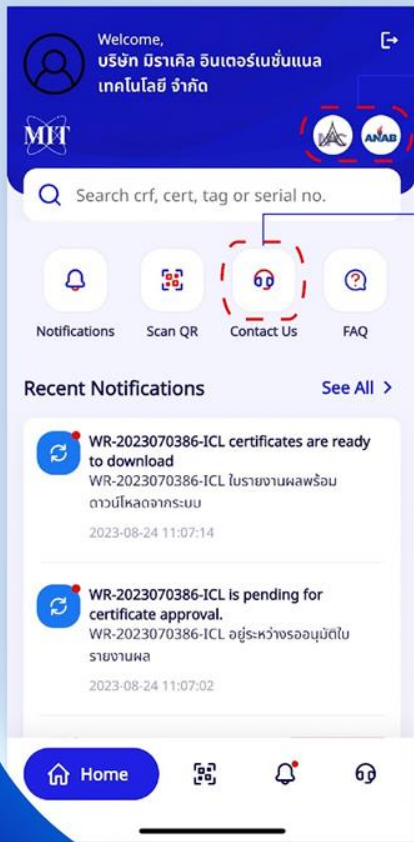 Welcome,
บริษัท มิราเคิล อินเตอร์เนชั่นแนล
เทคโนโลยี จำกัด
MIT
ANAB
Search crf, cert, tag or serial no.
Notifications
Scan QR
Contact Us
FAQ
Recent Notifications
See All >
WR-2023070386-ICL certificates are ready
to download
WR-2023070386-ICL ใบรายงานผลพร้อม
ดาวน์โหลดจากระบบ
2023-08-24 11:07:14
WR-2023070386-ICL is pending for
certificate approval.
WR-2023070386-ICL อยู่ระหว่างรออนุมัติใบ
รายงานผล
2023-08-24 11:07:02
Home